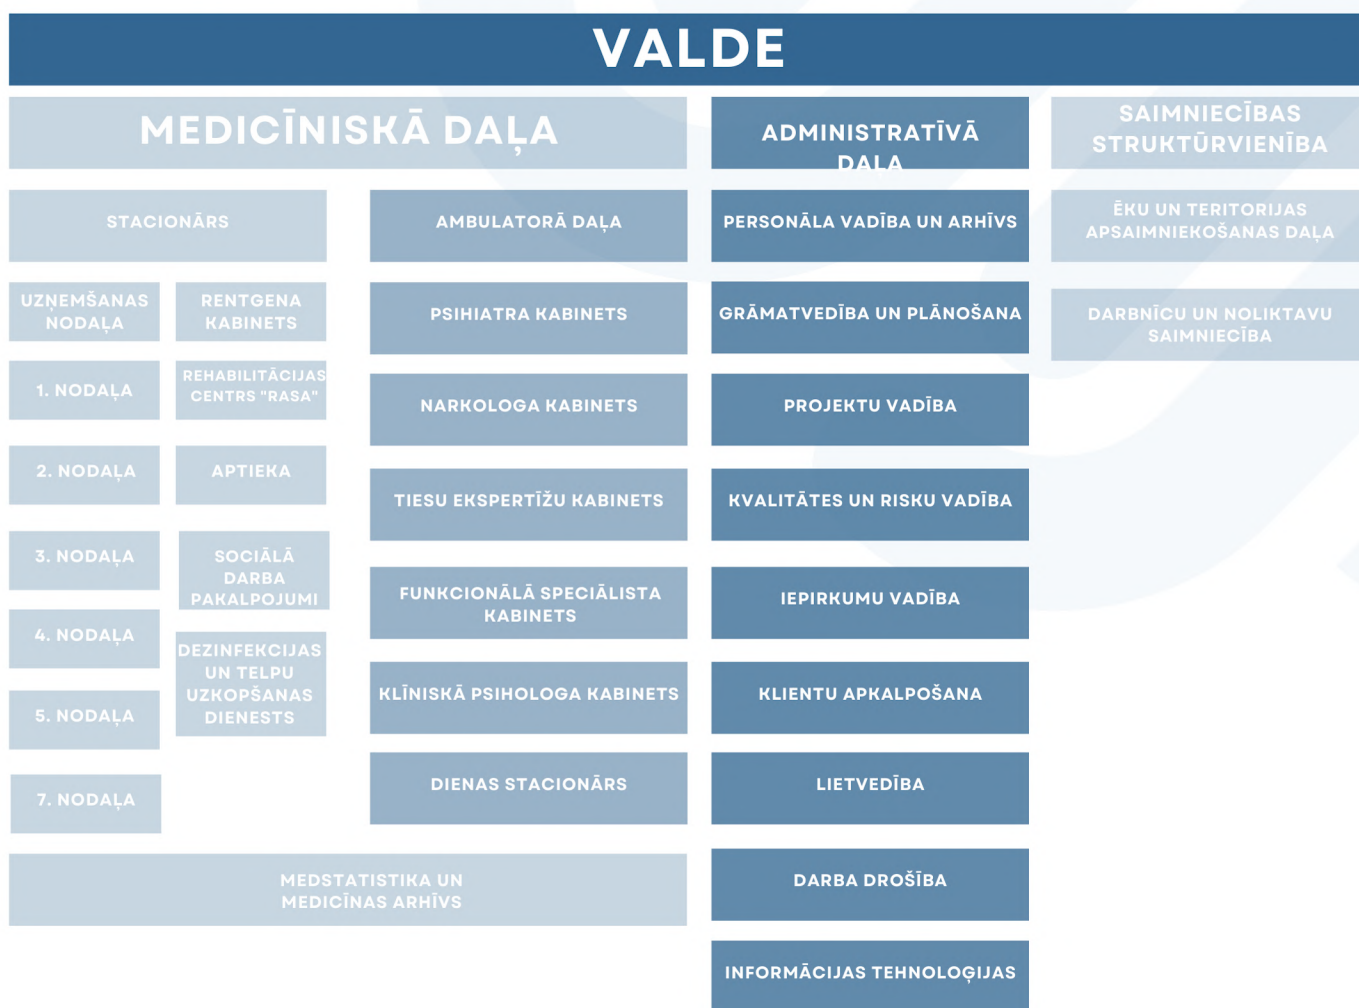 VALDE
MEDICĪNISKĀ DAĻA
STACIONĀRS
UZŅEMŠANAS
NODAĻA
1. NODAĻA
2. NODAĻA
3. NODAĻA
4. NODAĻA
5. NODAĻA
7. NODAĻA
RENTGENA
KABINETS
REHABILITĀCIJAS
CENTRS "RASA"
APTIEKA
SOCIĀLĀ
DARBA
PAKALPOJUMI
DEZINFEKCIJAS
UN TELPU
UZKOPŠANAS
DIENESTS
AMBULATORĀ DAĻA
PSIHIATRA KABINETS
NARKOLOGA KABINETS
TIESU EKSPERTĪŽU KABINETS
FUNKCIONĀLĀ SPECIĀLISTA
KABINETS
KLĪNISKĀ PSIHOLOGA KABINETS
DIENAS STACIONĀRS
MEDSTATISTIKA UN
MEDICĪNAS ARHĪVS
ADMINISTRATĪVĀ
DAĻA
PERSONĀLA VADĪBA UN ARHĪVS
GRĀMATVEDĪBA UN PLĀNOŠANA
PROJEKTU VADĪBA
KVALITĀTES UN RISKU VADĪBA
IEPIRKUMU VADĪBA
KLIENTU APKALPOŠANA
LIETVEDĪBA
DARBA DROŠĪBA
INFORMĀCIJAS TEHNOLOĢIJAS
SAIMNIECĪBAS
STRUKTŪRVIENĪBA
ĒKU UN TERITORIJAS
APSAIMNIEKOŠANAS DAĻA
DARBNĪCU UN NOLIKTAVU
SAIMNIECĪBA